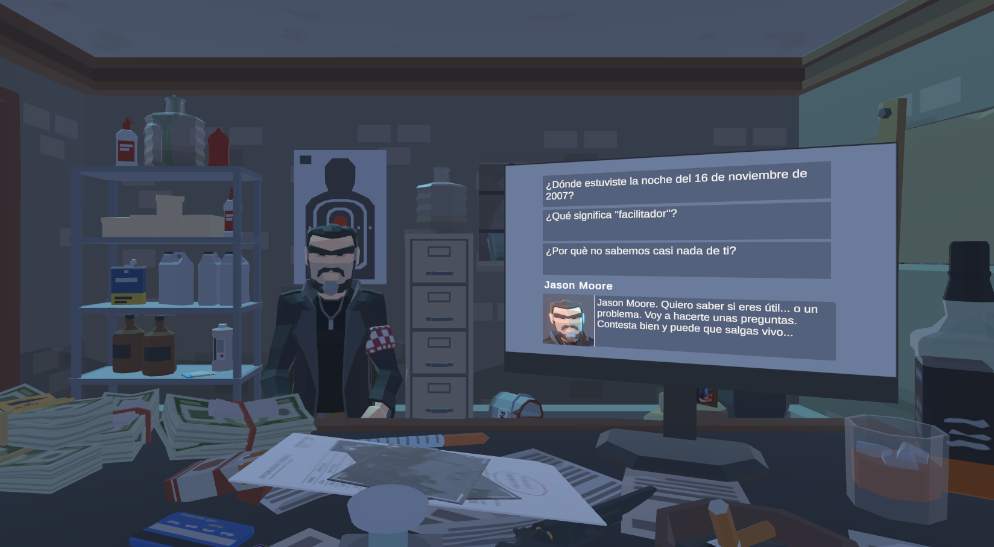 ¿Dónde estuviste la noche del 16 de noviembre de
2007?
¿Qué significa "facilitador"?
¿Por què no sabemos casi nada de ti?
Jason Moore
Jason Moore. Quiero saber si eres útil... o un
problema. Voy a hacerte unas preguntas.
Contesta bien y puede que salgas vivo...